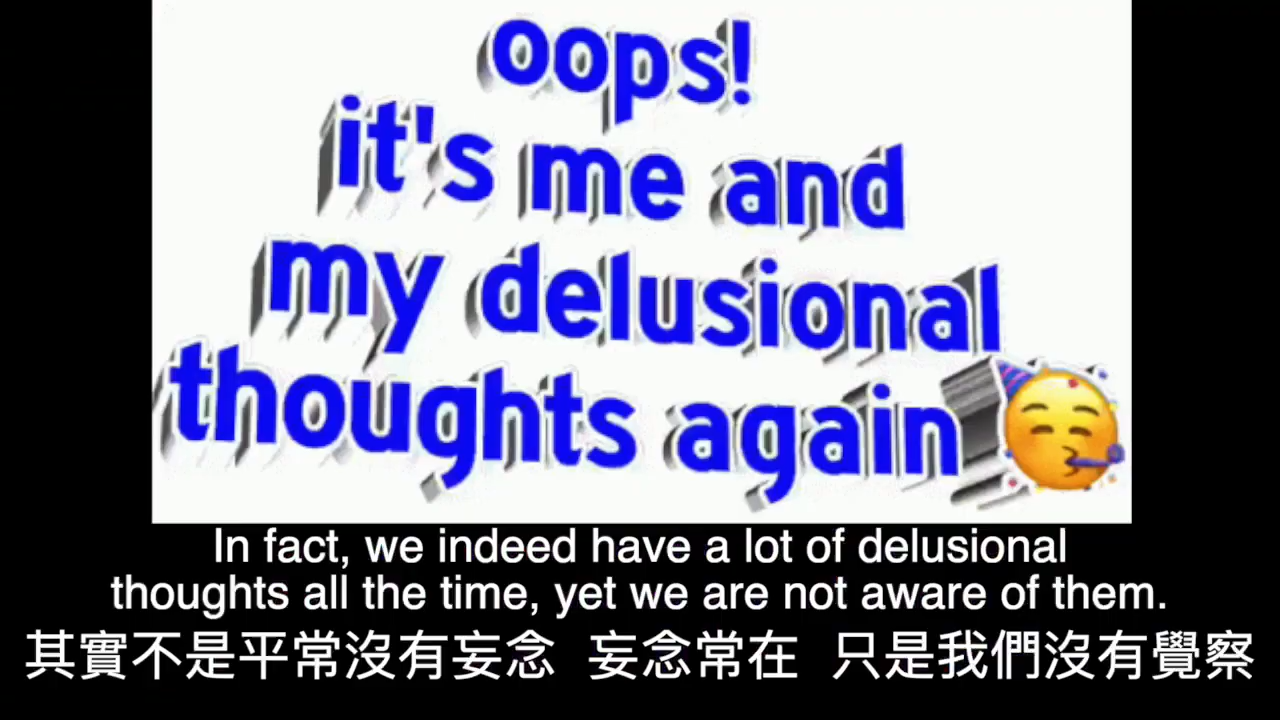 oops!
it's me and
my delusional
thoughts again
In fact, we indeed have a lot of delusional
thoughts all the time, yet we are not aware of them.
其實不是平常沒有妄念 妄念常在 只是我們沒有覺察